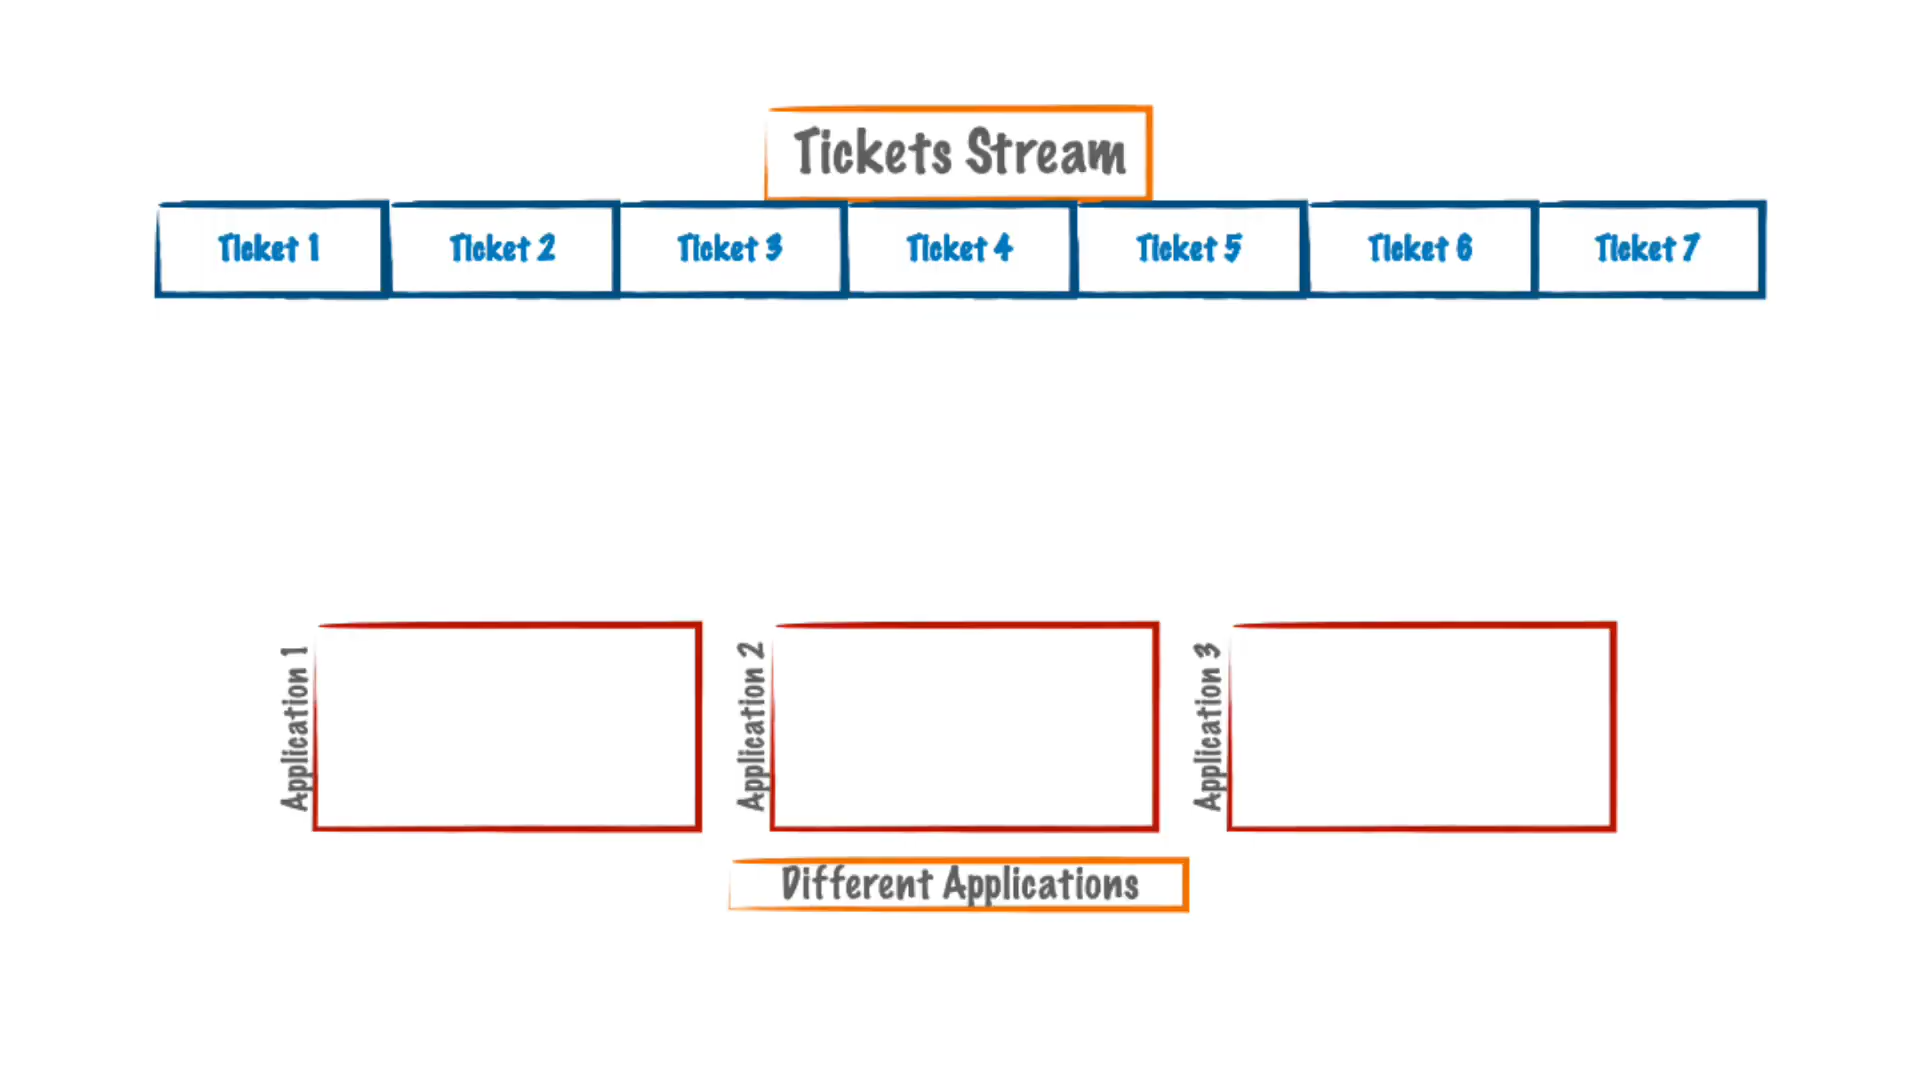 Tickets Stream
Ticket 1
Ticket 2
Ticket 3
Ticket 4
Ticket 5
Ticket 6
Ticket 7
Application 1
Application 2
Application 3
Different Applications